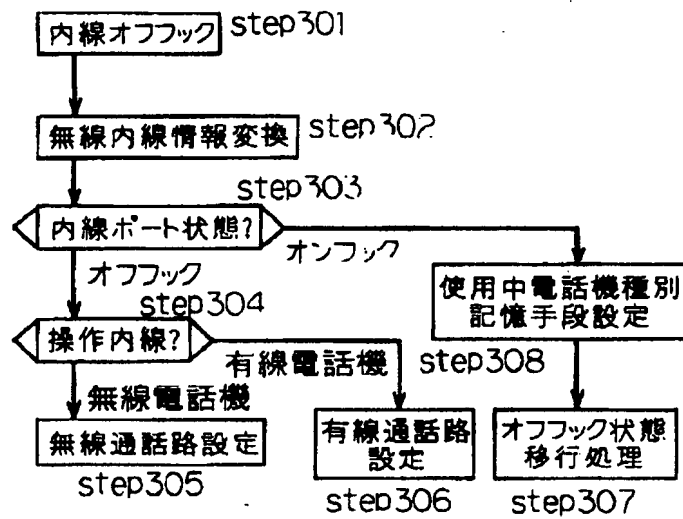 内線オフフック
step301
無線内線情報変換
step302
step303
内線ポート状態?
オンフック
オフフック
step304
使用中電話機種別
記憶手段設定
step308
操作内線?
有線電話機
無線電話機
無線通話路設定
step305
有線通話路
設定
step306
オフフック状態
移行処理
step307